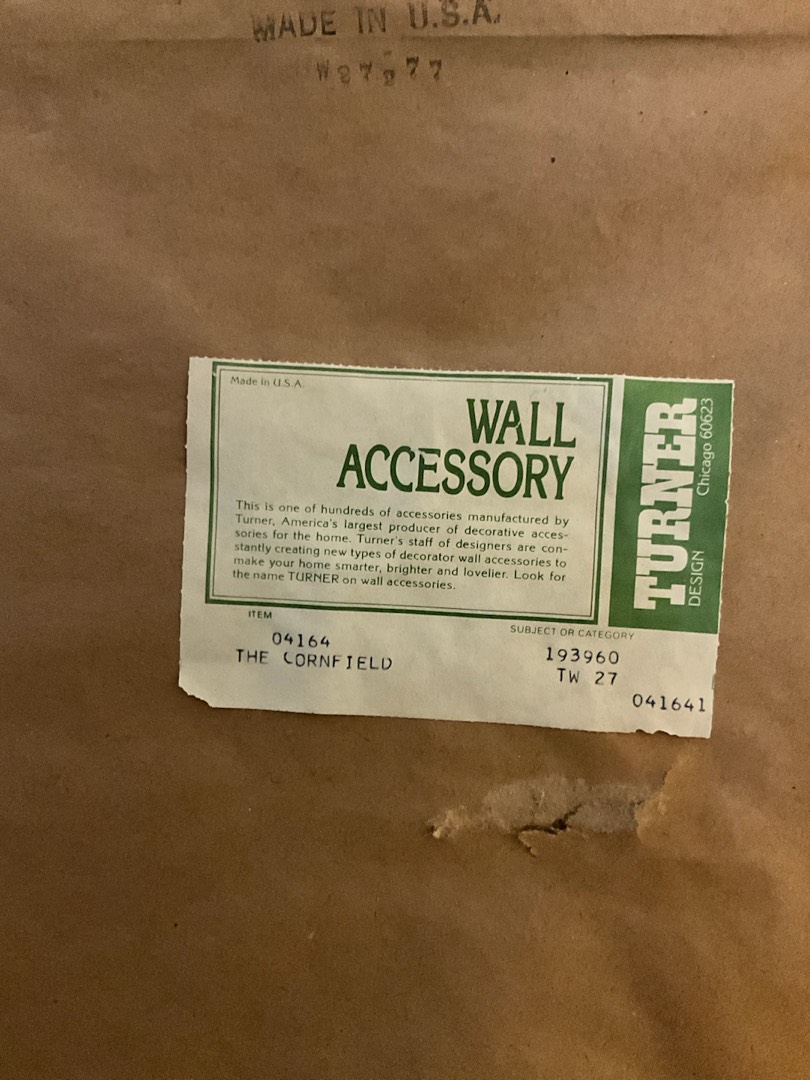 MADE IN U.S.A.
Made in U.S.A.
WALL
ACCESSORY
This is one of hundreds of accessories manufactured by
Turner, America's largest producer of decorative acces-
sories for the home. Turner's staff of designers are con-
stantly creating new types of decorator wall accessories to
make your home smarter, brighter and lovelier. Look for
the name TURNER on wall accessories.
TURNER
DESIGN Chicago 60623
ITEM
04164
THE CORNFIELD
SUBJECT OR CATEGORY
193960
TW 27
041641